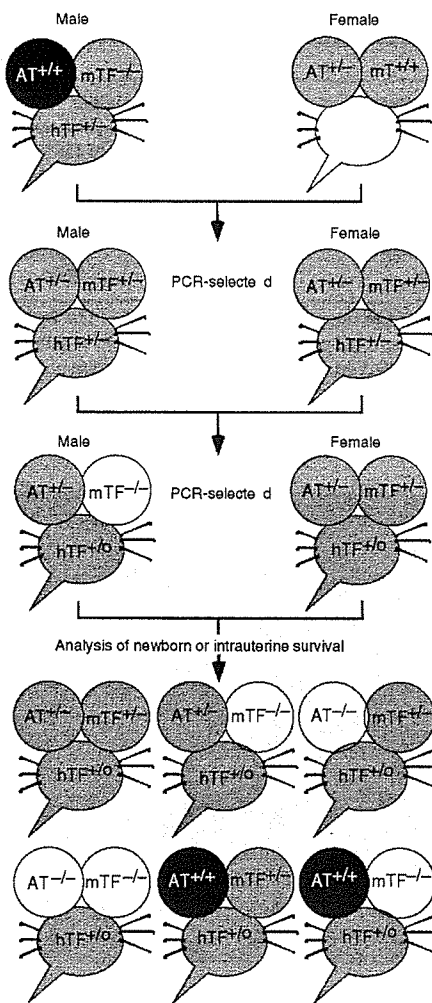 Male Female
AT+/+ mTF−/− AT+/− mT+/+
hTF+/−
Male Female
AT+/− mTF+/− PCR-selecte d AT+/− mTF+/−
hTF+/− hTF+/−
Male Female
AT+/− mTF−/− PCR-selecte d AT+/− mTF+/−
hTF+/o hTF+/o
Analysis of newborn or intrauterine survival
AT+/− mTF+/− AT+/− mTF−/− AT−/− mTF+/−
hTF+/o hTF+/o hTF+/o
AT−/− mTF−/− AT+/+ mTF+/− AT+/+ mTF−/−
hTF+/o hTF+/o hTF+/o